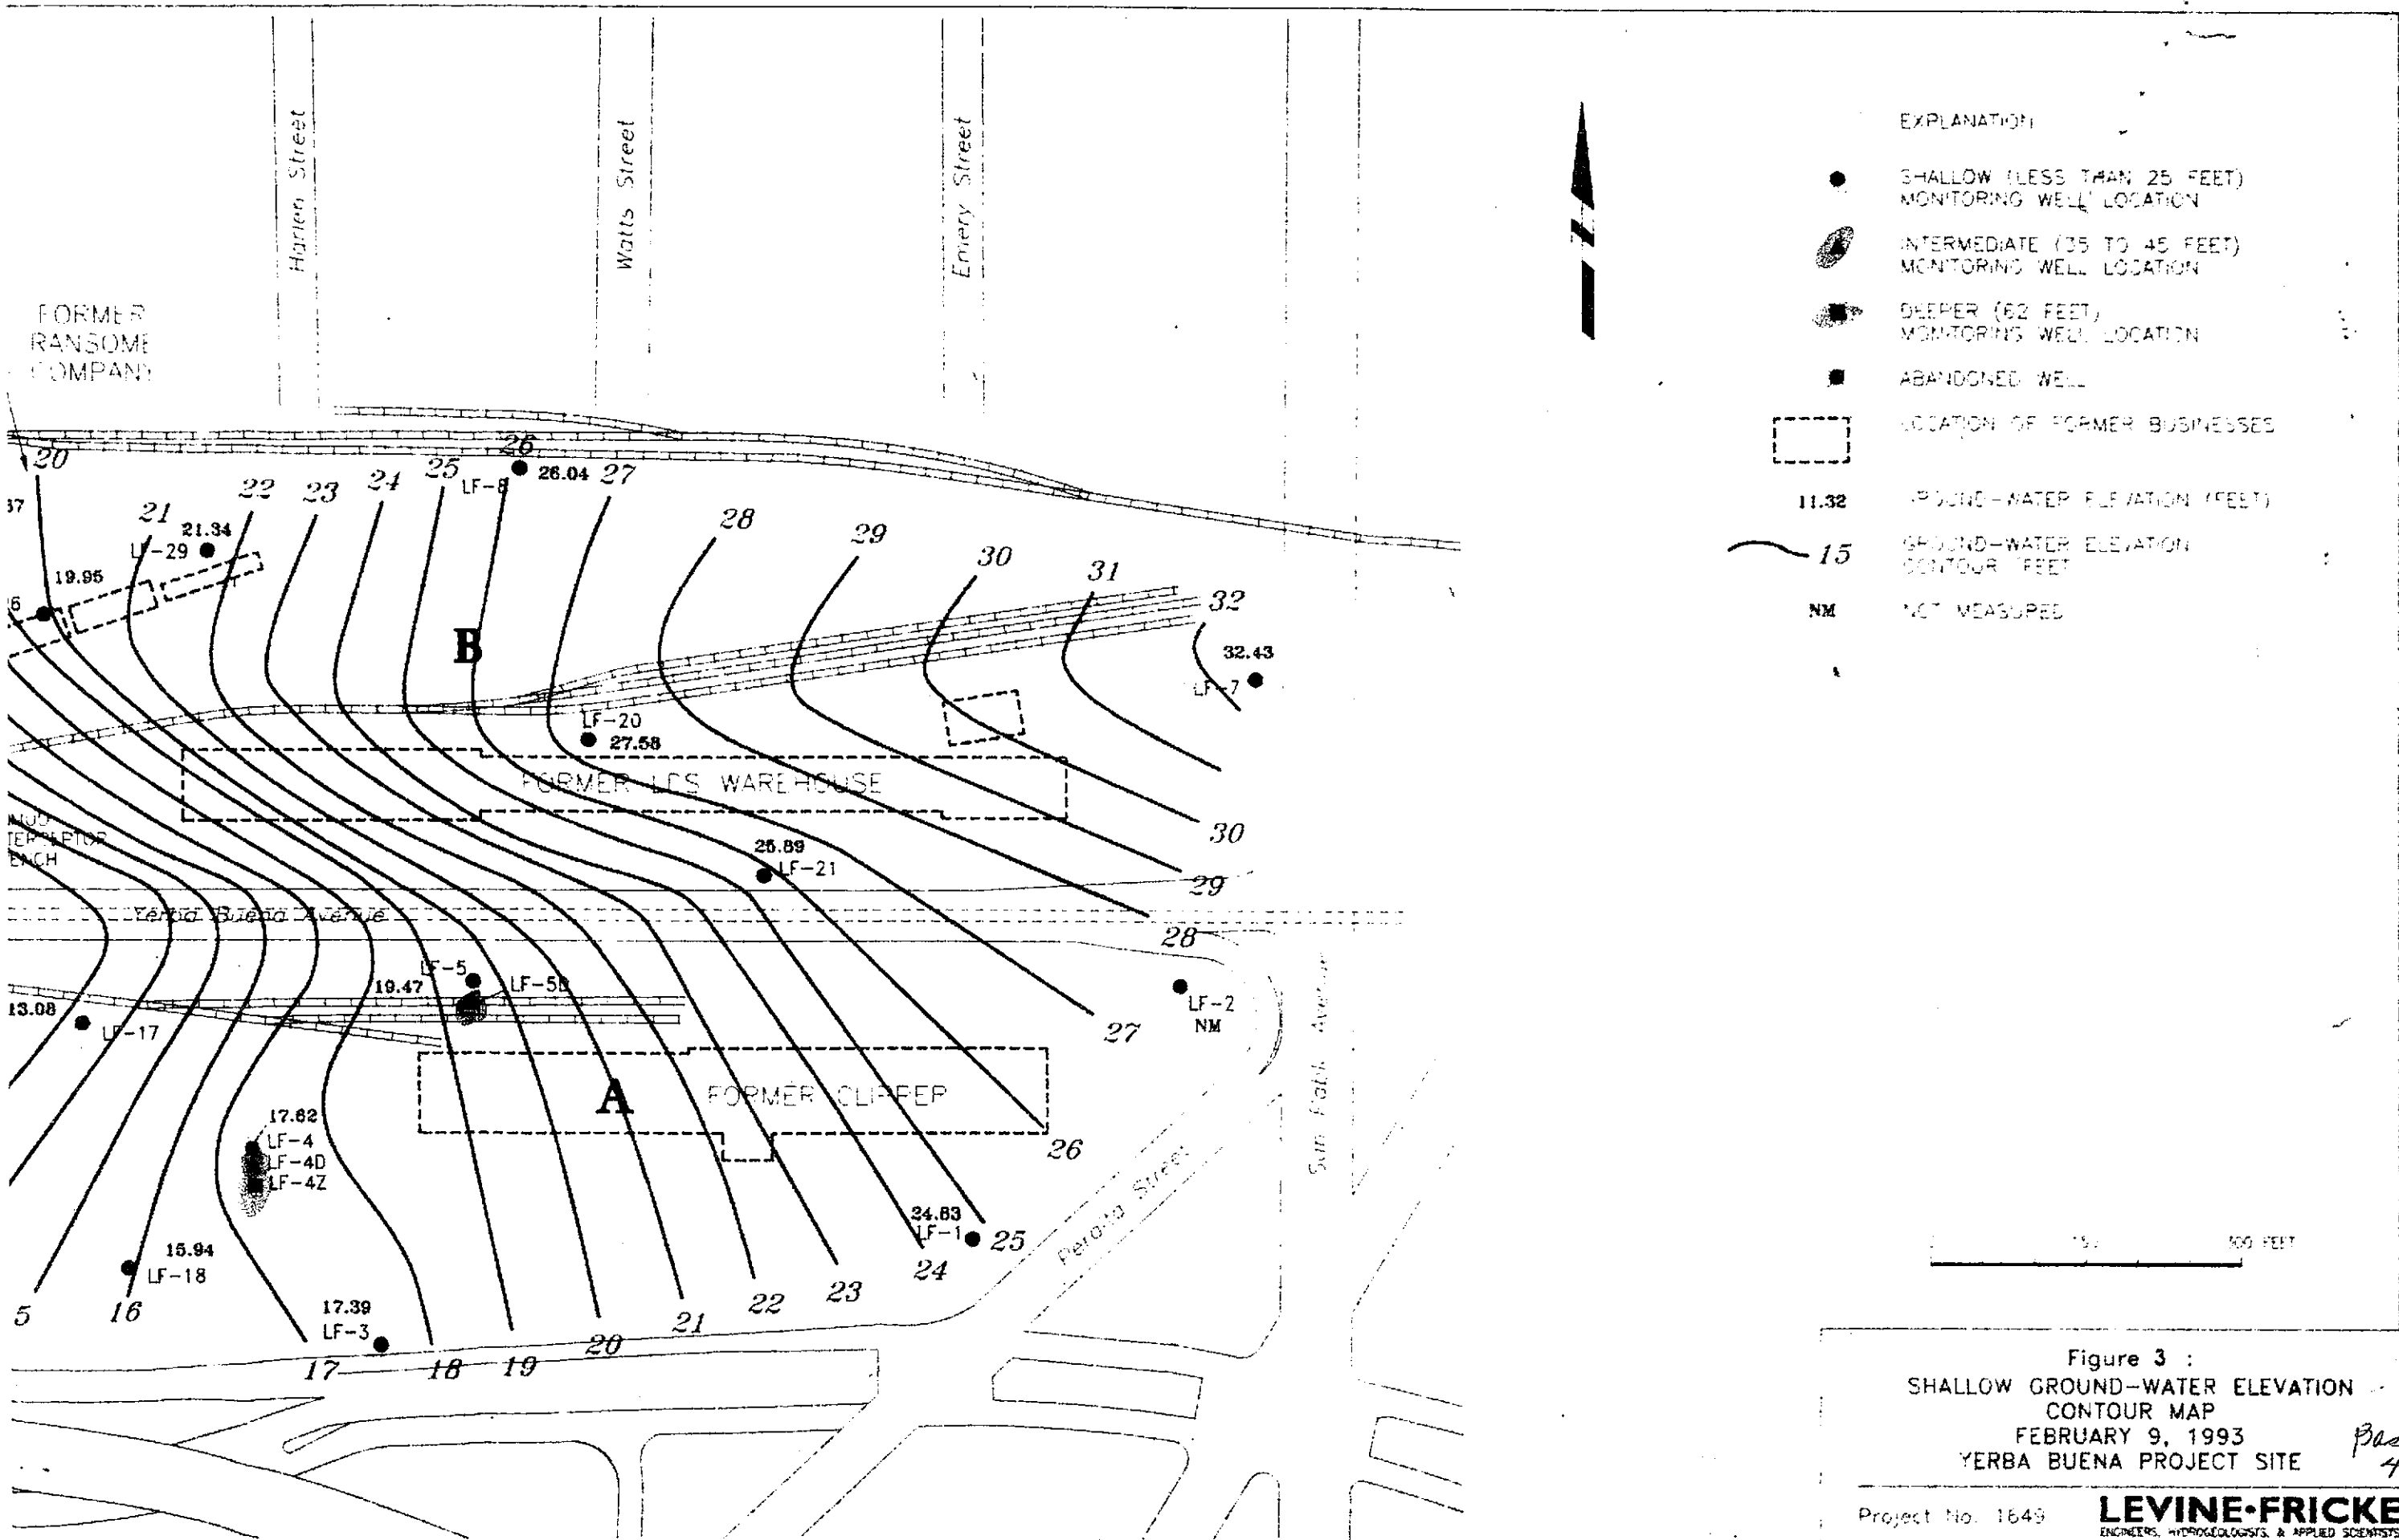 Harlen Street
Watts Street
Emery Street
FORMER
RANSOME
COMPANY
EXPLANATION
SHALLOW (LESS THAN 25 FEET)
MONITORING WELL LOCATION
INTERMEDIATE (35 TO 45 FEET)
MONITORING WELL LOCATION
DEEPER (62 FEET)
MONITORING WELL LOCATION
ABANDONED WELL
LOCATION OF FORMER BUSINESSES
11.32 GROUND-WATER ELEVATION (FEET)
15 GROUND-WATER ELEVATION
CONTOUR (FEET)
NM NOT MEASURED
20
21
22
23
24
25
26
27
28
29
30
31
32
LF-8 26.04
37
21.34
LF-29
19.95
6
B
32.43
LF-7
LF-20
27.58
FORMER LCS WAREHOUSE
25.89
LF-21
30
29
28
27
26
Yerba Buena Avenue
LF-5
19.47
LF-5D
13.08
LF-17
LF-2
NM
San Pablo Avenue
A
FORMER CLIPPER
17.62
LF-4
LF-4D
LF-4Z
Peralta Street
24.83
LF-1
15.94
LF-18
17.39
LF-3
5
16
17
18
19
20
21
22
23
24
25
300 FEET
Figure 3 :
SHALLOW GROUND-WATER ELEVATION
CONTOUR MAP
FEBRUARY 9, 1993
YERBA BUENA PROJECT SITE
Project No. 1649
LEVINE•FRICKE
ENGINEERS, HYDROGEOLOGISTS, & APPLIED SCIENTISTS